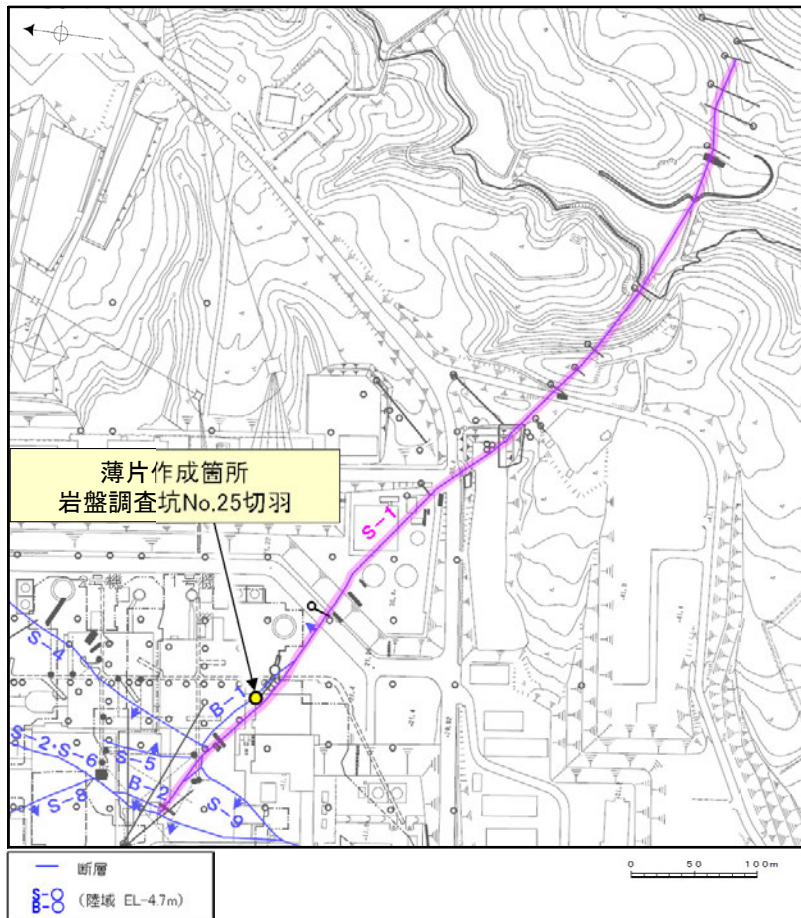 薄片作成箇所
岩盤調査坑No.25切羽
S-1
2号機
1号機
S-4
B-1
S-2・S-6
S-5
B-2
S-8
S-9
断層
S-○
B-○
(陸域 EL-4.7m)
0 50 100m